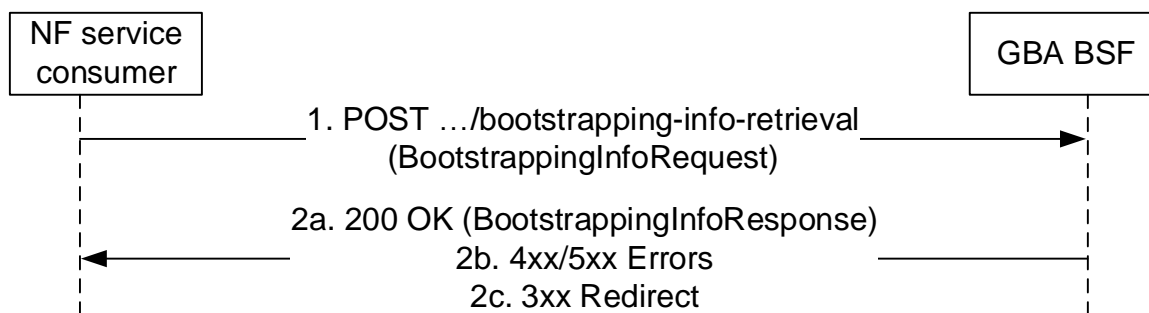 NF service
consumer
GBA BSF
1. POST …/bootstrapping-info-retrieval
(BootstrappingInfoRequest)
2a. 200 OK (BootstrappingInfoResponse)
2b. 4xx/5xx Errors
2c. 3xx Redirect